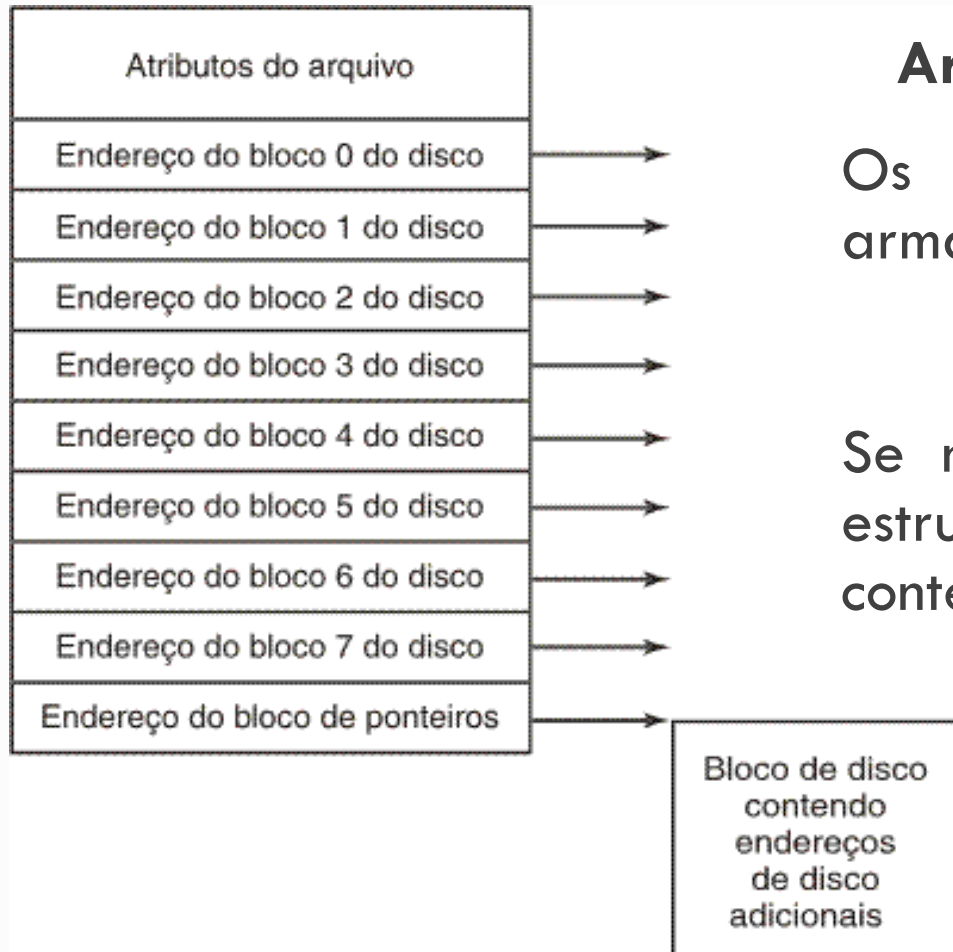 Atributos do arquivo
Endereço do bloco 0 do disco
Endereço do bloco 1 do disco
Endereço do bloco 2 do disco
Endereço do bloco 3 do disco
Endereço do bloco 4 do disco
Endereço do bloco 5 do disco
Endereço do bloco 6 do disco
Endereço do bloco 7 do disco
Endereço do bloco de ponteiros
Bloco de disco
contendo
endereços
de disco
adicionais
Os
Se